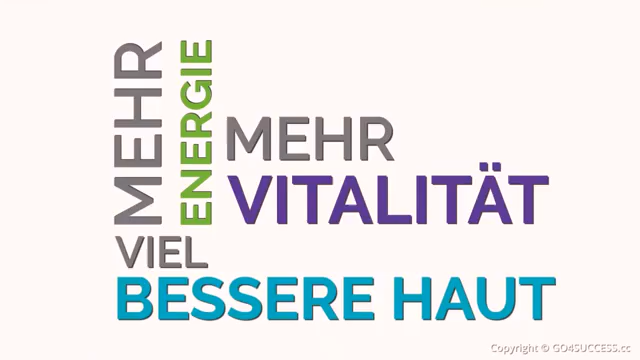 MEHR
ENERGIE
MEHR
VITALITÄT
VIEL
BESSERE HAUT
Copyright © GO4SUCCESS.cc